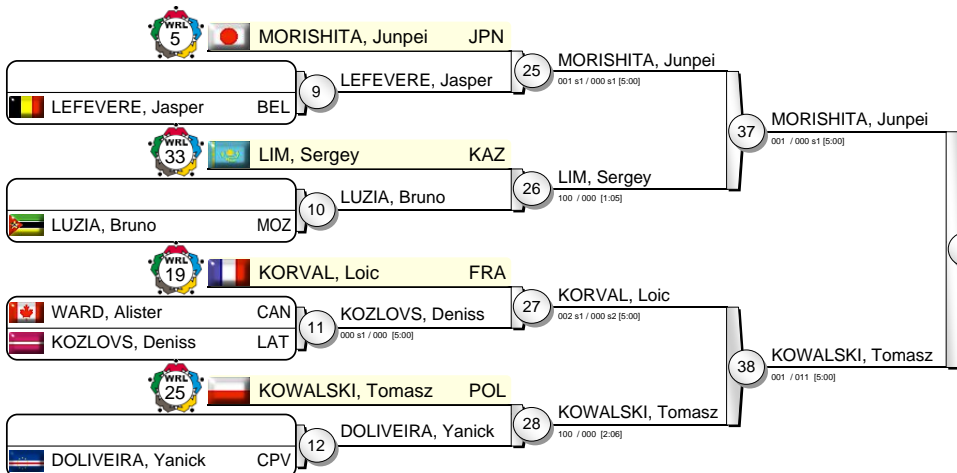 WRL
5
MORISHITA, Junpei JPN
LEFEVERE, Jasper BEL
9
LEFEVERE, Jasper
25
MORISHITA, Junpei
001 s1 / 000 s1 [5:00]
WRL
33
LIM, Sergey KAZ
LUZIA, Bruno MOZ
10
LUZIA, Bruno
26
LIM, Sergey
100 / 000 [1:05]
37
MORISHITA, Junpei
001 / 000 s1 [5:00]
WRL
19
KORVAL, Loic FRA
WARD, Alister CAN
KOZLOVS, Deniss LAT
11
KOZLOVS, Deniss
000 s1 / 000 [5:00]
27
KORVAL, Loic
002 s1 / 000 s2 [5:00]
WRL
25
KOWALSKI, Tomasz POL
DOLIVEIRA, Yanick CPV
12
DOLIVEIRA, Yanick
28
KOWALSKI, Tomasz
100 / 000 [2:06]
38
KOWALSKI, Tomasz
001 / 011 [5:00]